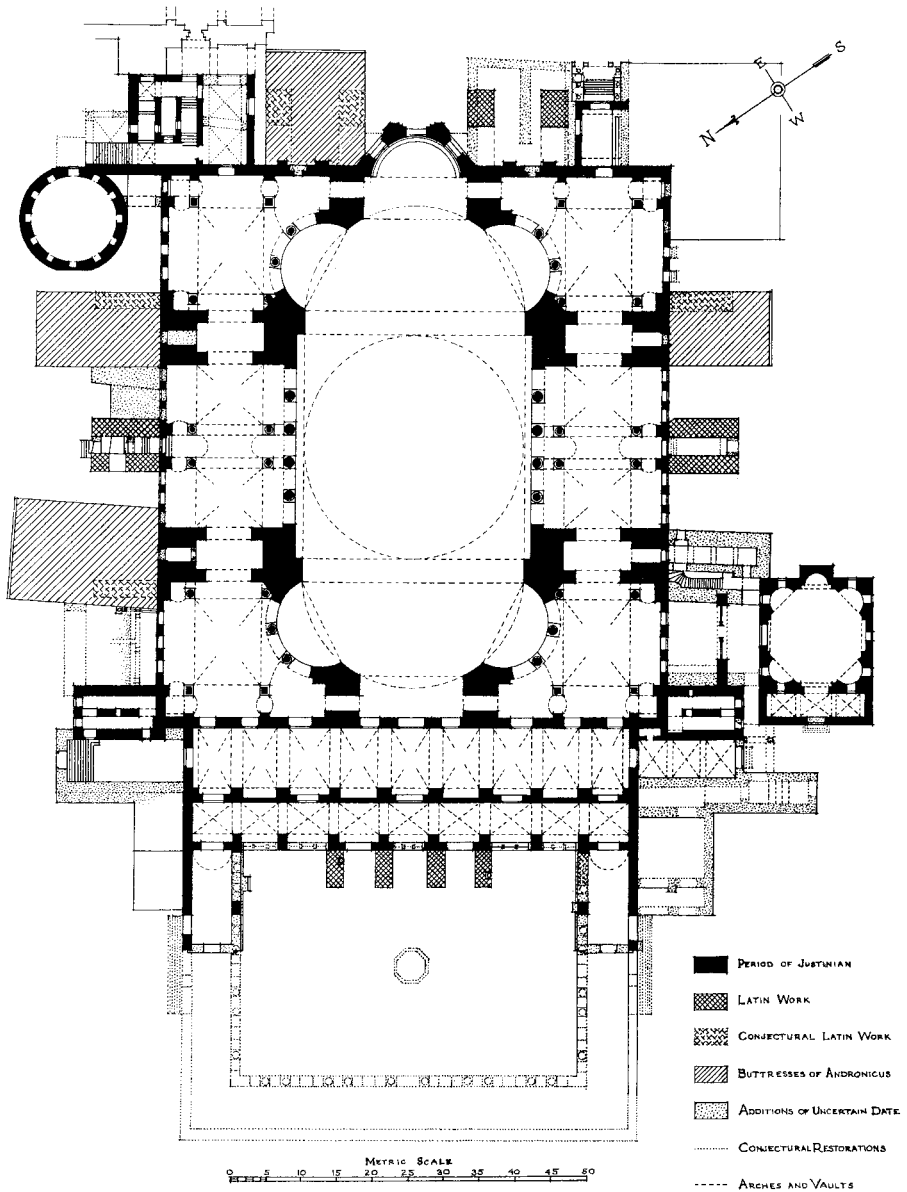 E
S
N
W
PERIOD OF JUSTINIAN
LATIN WORK
CONJECTURAL LATIN WORK
BUTTRESSES OF ANDRONICUS
ADDITIONS OF UNCERTAIN DATE
CONJECTURAL RESTORATIONS
ARCHES AND VAULTS
METRIC SCALE
0 5 10 15 20 25 30 35 40 45 50